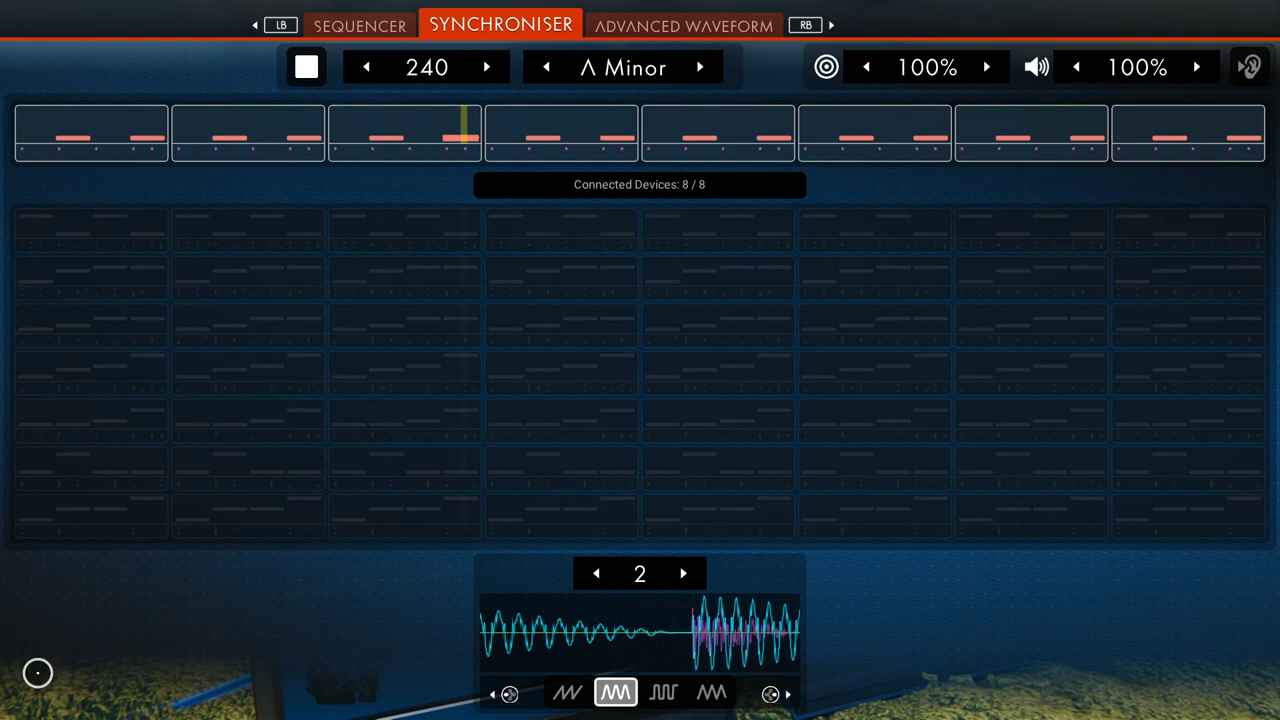 LB SEQUENCER SYNCHRONISER ADVANCED WAVEFORM RB
240 A Minor 100% 100%
Connected Devices: 8 / 8
2